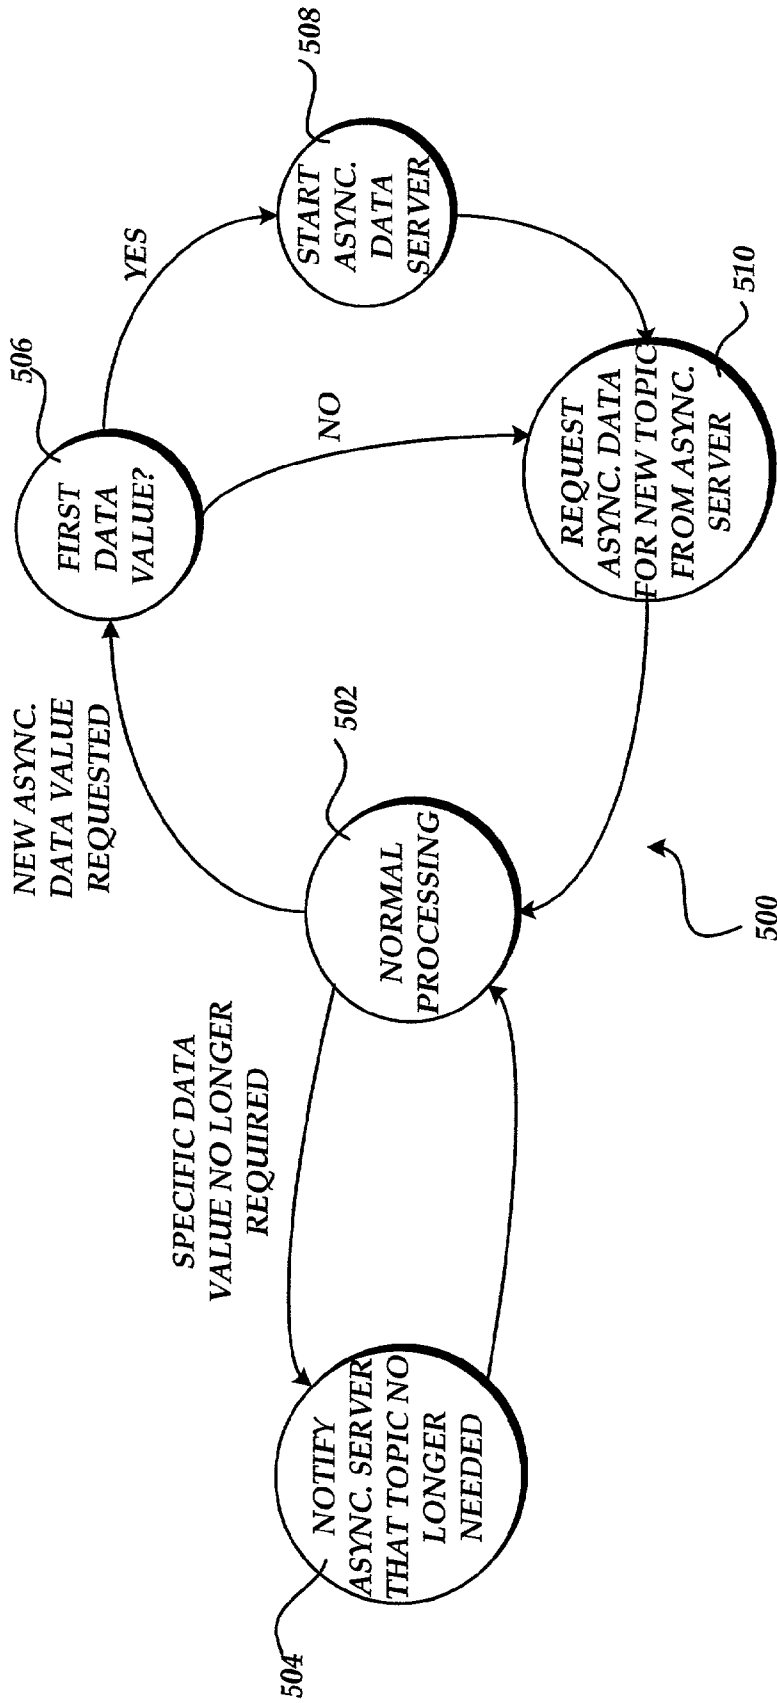 504
NOTIFY
ASYNC. SERVER
THAT TOPIC NO
LONGER
NEEDED
SPECIFIC DATA
VALUE NO LONGER
REQUIRED
NORMAL
PROCESSING
502
500
NEW ASYNC.
DATA VALUE
REQUESTED
506
FIRST
DATA
VALUE?
YES
NO
508
START
ASYNC.
DATA
SERVER
510
REQUEST
ASYNC. DATA
FOR NEW TOPIC
FROM ASYNC.
SERVER